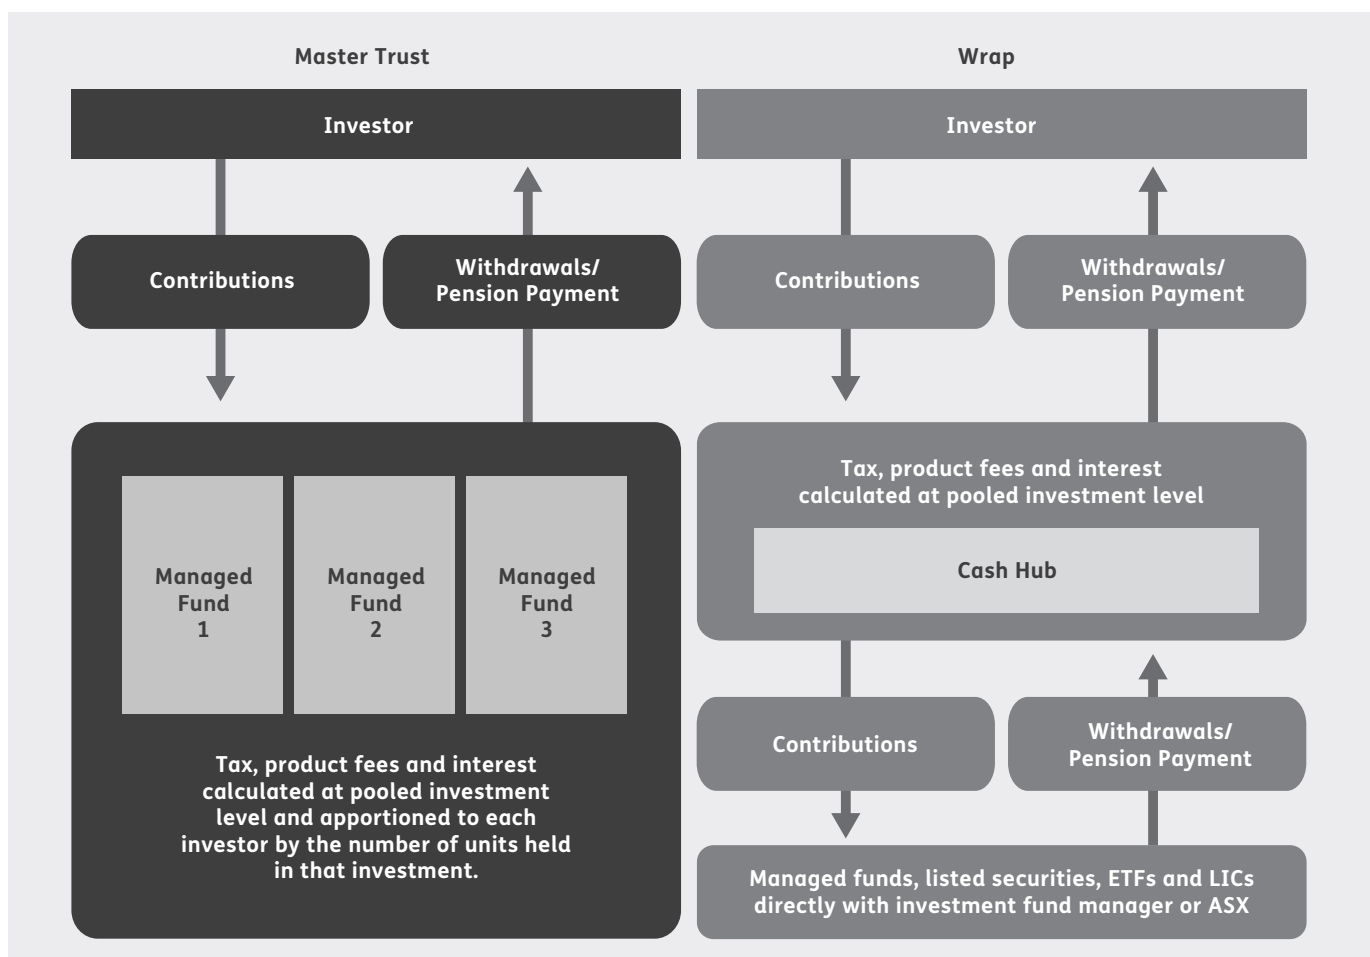 Master Trust
Investor
Contributions
Withdrawals/
Pension Payment
Managed
Fund
1
Managed
Fund
2
Managed
Fund
3
Tax, product fees and interest
calculated at pooled investment
level and apportioned to each
investor by the number of units held
in that investment.
Wrap
Investor
Contributions
Withdrawals/
Pension Payment
Tax, product fees and interest
calculated at pooled investment level
Cash Hub
Contributions
Withdrawals/
Pension Payment
Managed funds, listed securities, ETFs and LICs
directly with investment fund manager or ASX